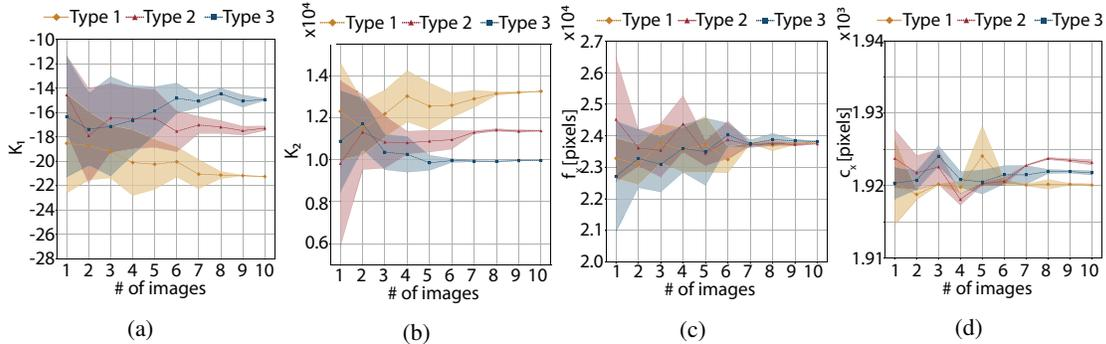 Type 1 Type 2 Type 3
-10
-12
-14
-16
-18
-20
-22
-24
-26
-28
K1
1 2 3 4 5 6 7 8 9 10
# of images
(a)
x10⁴
Type 1 Type 2 Type 3
1.4
1.2
1.0
0.8
0.6
K2
1 2 3 4 5 6 7 8 9 10
# of images
(b)
x10⁴
Type 1 Type 2 Type 3
2.7
2.6
2.5
2.4
2.3
2.2
2.1
2.0
fx[pixels]
1 2 3 4 5 6 7 8 9 10
# of images
(c)
x10³
Type 1 Type 2 Type 3
1.94
1.93
1.92
1.91
cx [pixels]
1 2 3 4 5 6 7 8 9 10
# of images
(d)